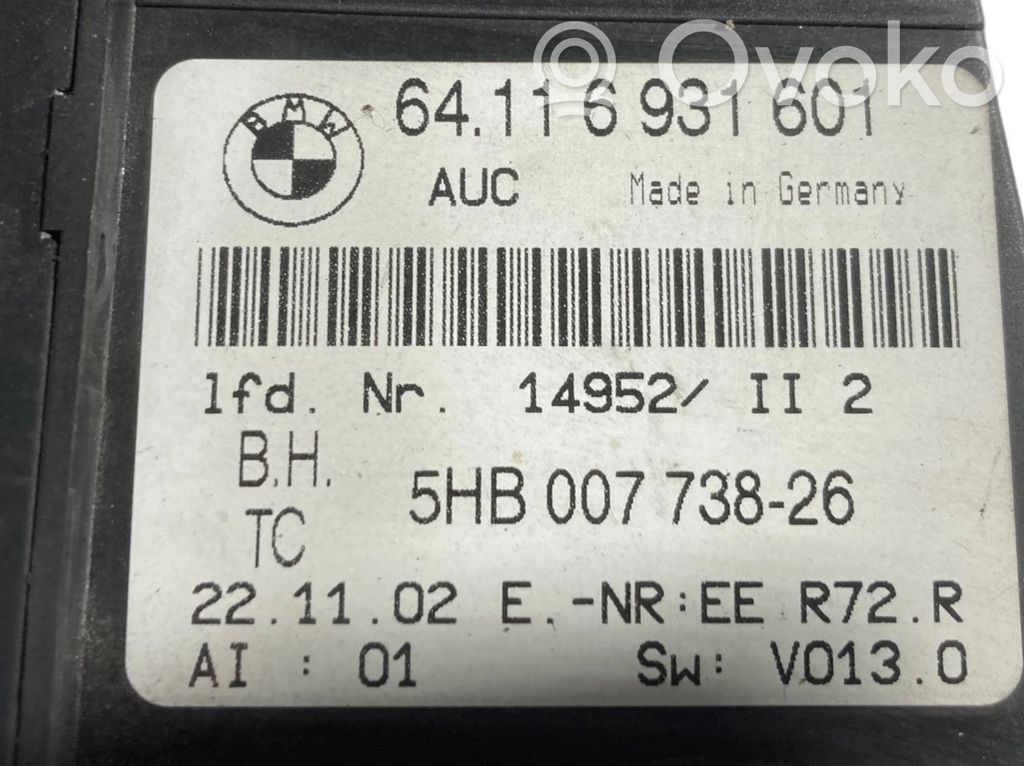 Ovoko
BMW
64.11 6 931 601
AUC Made in Germany
lfd. Nr. 14952/ II 2
B.H.
5HB 007 738-26
TC
22.11.02 E. -NR:EE R72.R
AI : 01 Sw: V013.0